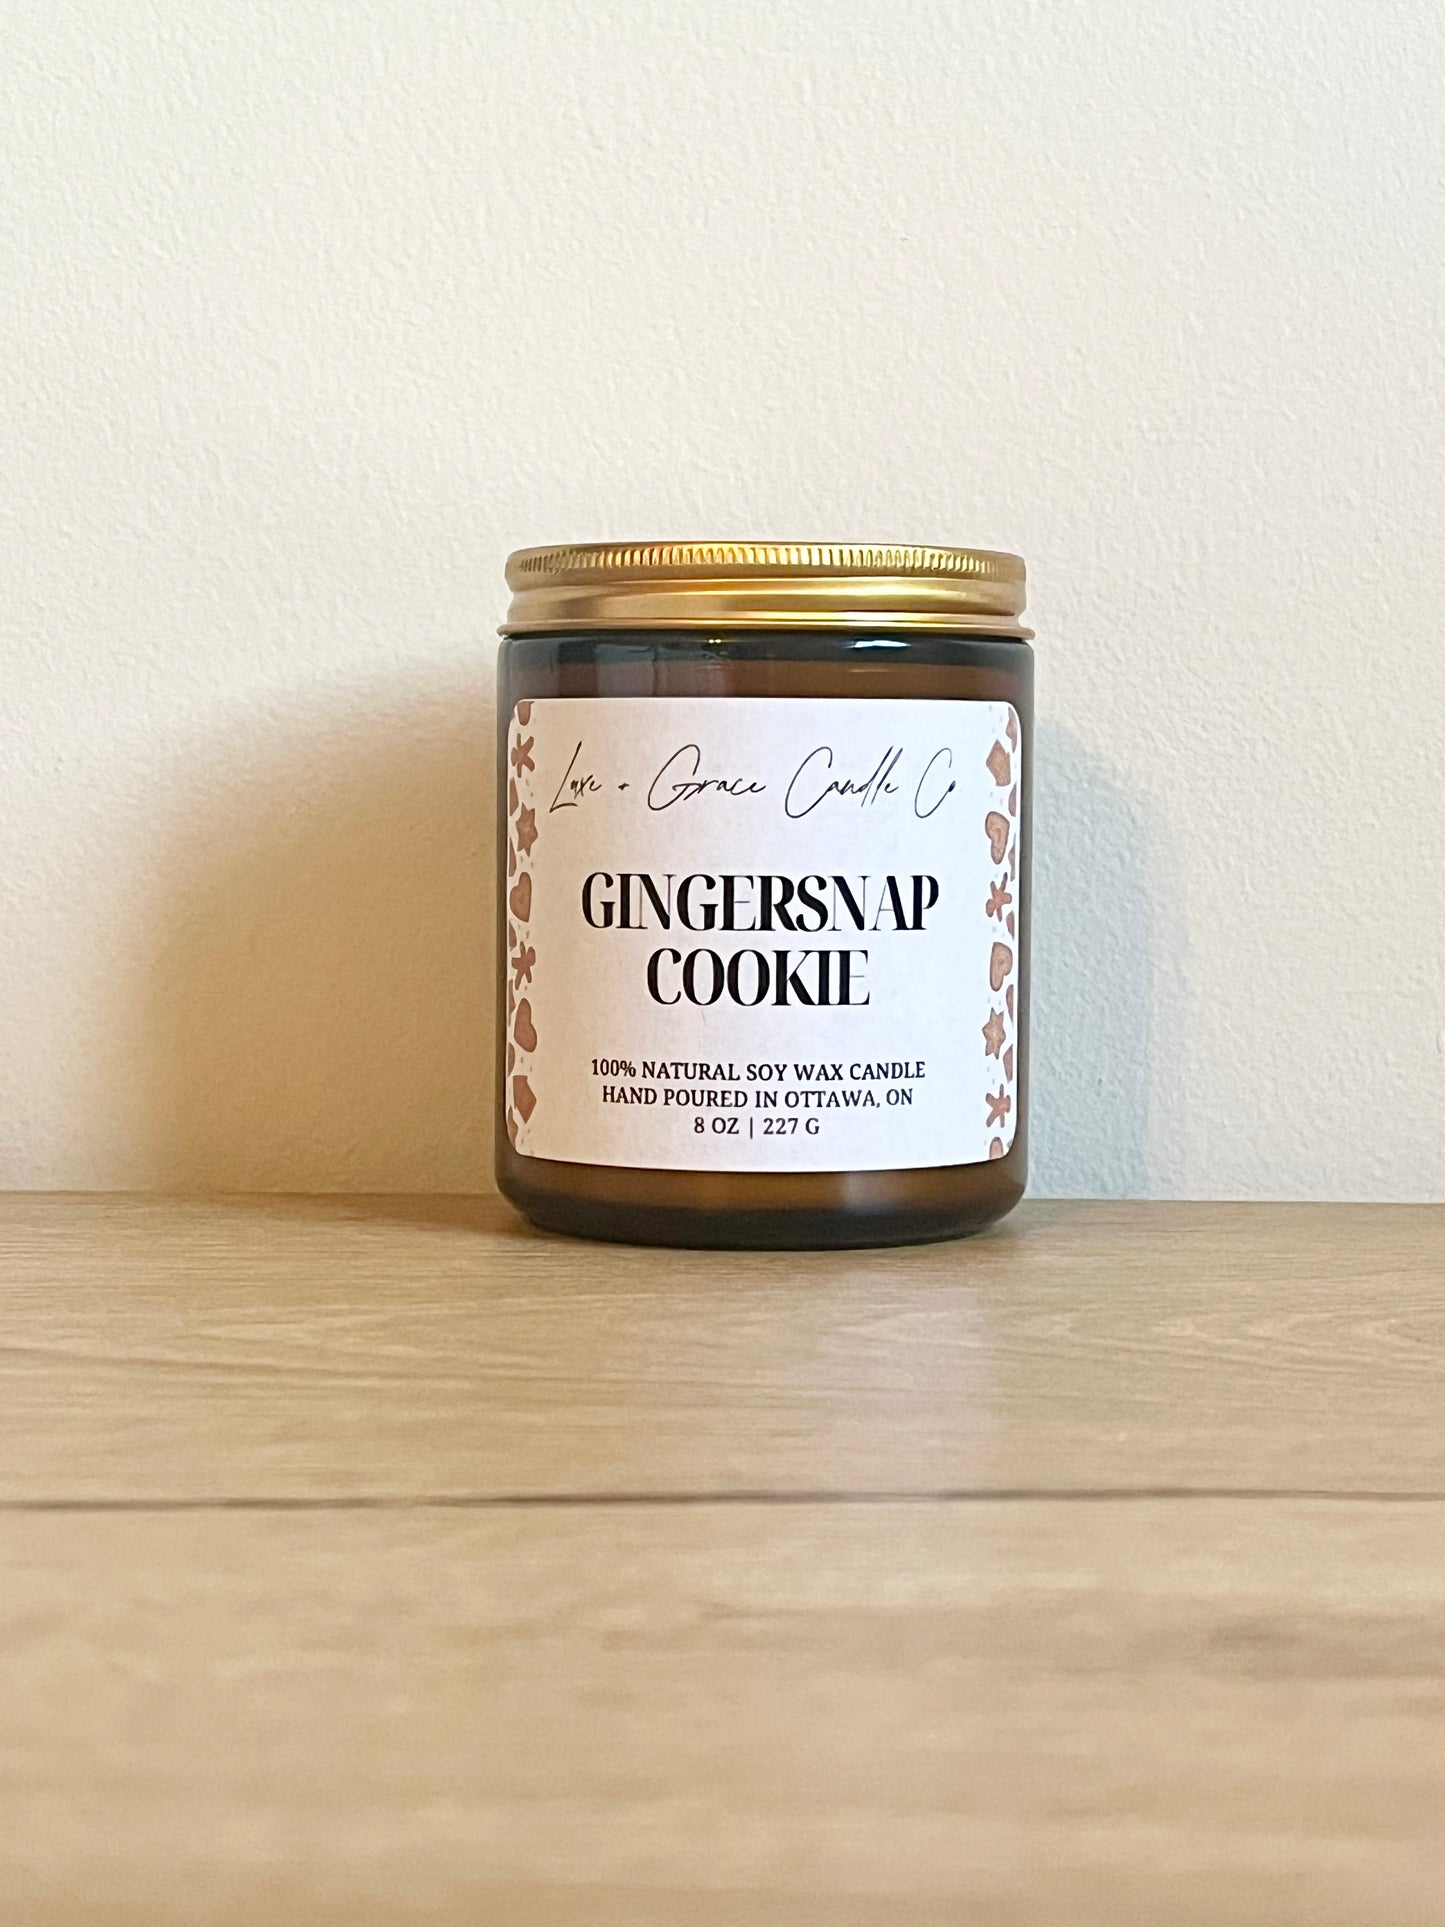 Luxe + Grace Candle Co
GINGERSNAP
COOKIE
100% NATURAL SOY WAX CANDLE
HAND POURED IN OTTAWA, ON
8 OZ | 227 G